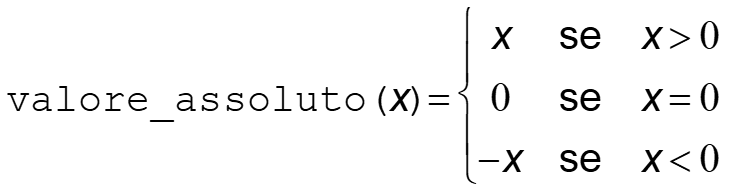 x se x > 0
valore_assoluto (x) = { 0 se x = 0
−x se x < 0